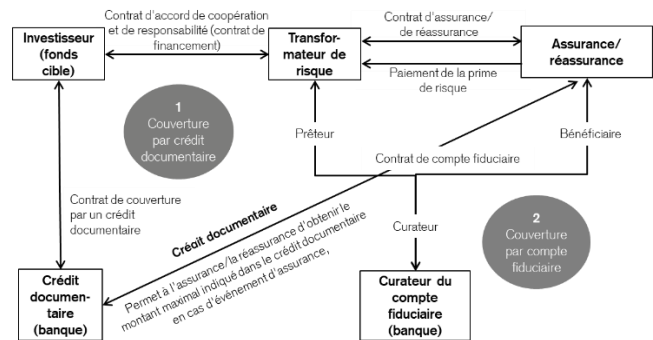 Contrat d'accord de coopération
et de responsabilité (contrat de
financement)
Investisseur
(fonds
cible)
Transfor-
mateur de
risque
Contrat d'assurance/
de réassurance
Paiement de la prime
de risque
Assurance/
réassurance
1
Couverture
par crédit
documentaire
Prêteur
Bénéficiaire
Contrat de compte fiduciaire
Contrat de couverture
par un crédit
documentaire
Crédit documentaire
Permet à l'assurance/la réassurance d'obtenir le
montant maximal indiqué dans le crédit documentaire
en cas d'événement d'assurance,
Curateur
2
Couverture
par compte
fiduciaire
Crédit
documen-
taire
(banque)
Curateur du
compte
fiduciaire
(banque)